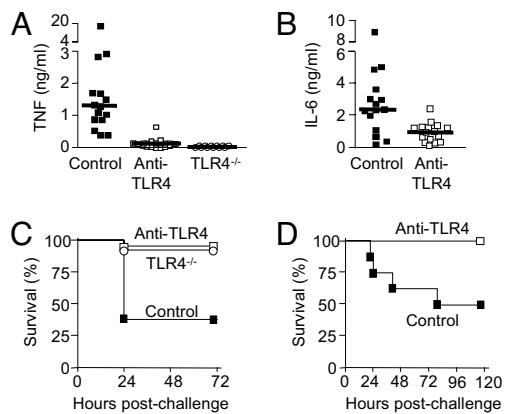 A
B
20
4
3
2
1
0
TNF (ng/ml)
Control
Anti-
TLR4
TLR4-/-
10
6
4
2
0
IL-6 (ng/ml)
Control
Anti-
TLR4
C
D
100
75
50
25
0
Survival (%)
Anti-TLR4
TLR4-/-
Control
0 24 48 72
Hours post-challenge
100
75
50
25
0
Survival (%)
Anti-TLR4
Control
0 24 48 72 96 120
Hours post-challenge